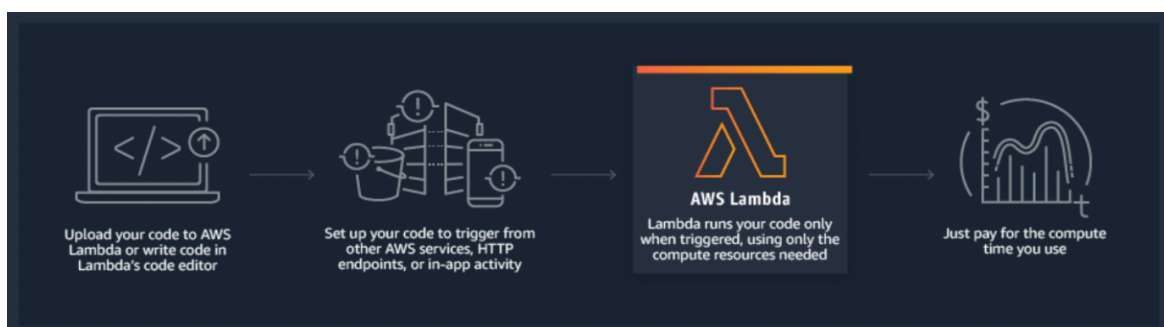 Upload your code to AWS
Lambda or write code in
Lambda's code editor
Set up your code to trigger from
other AWS services, HTTP
endpoints, or in-app activity
AWS Lambda
Lambda runs your code only
when triggered, using only the
compute resources needed
$
t
Just pay for the compute
time you use